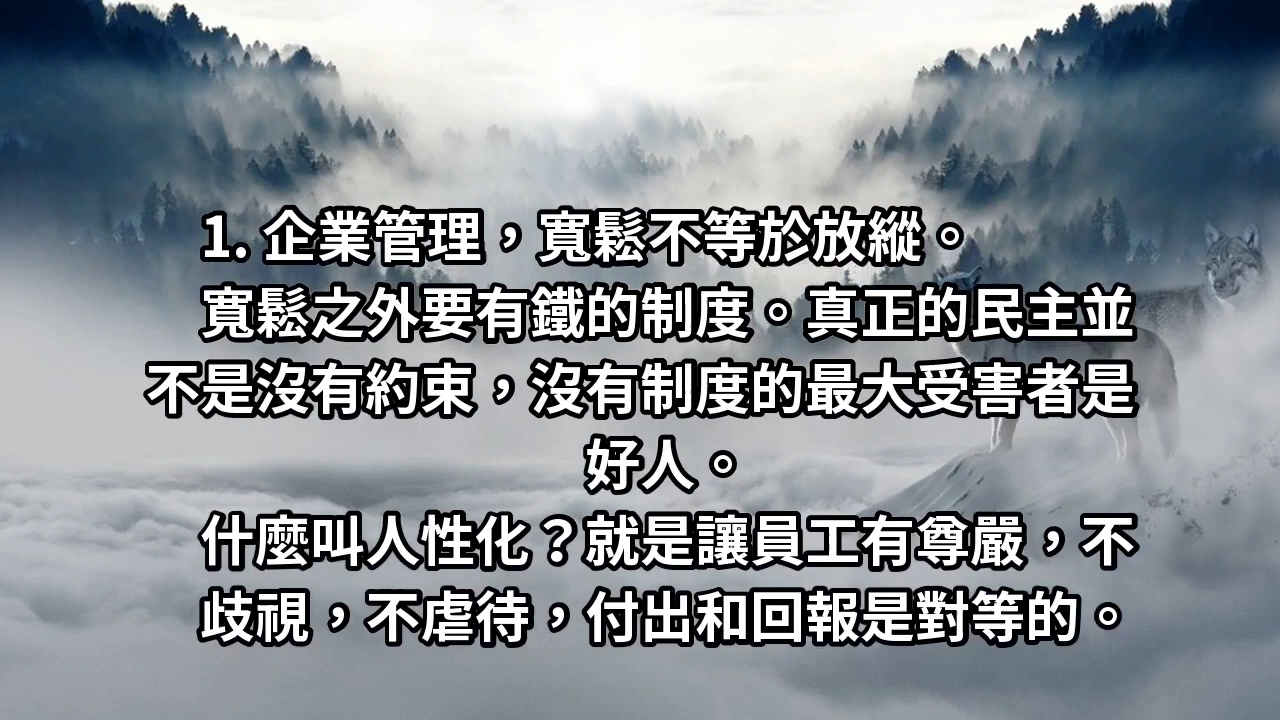 1. 企業管理，寬鬆不等於放縱。
寬鬆之外要有鐵的制度。真正的民主並
不是沒有約束，沒有制度的最大受害者是
好人。
什麼叫人性化？就是讓員工有尊嚴，不
歧視，不虐待，付出和回報是對等的。